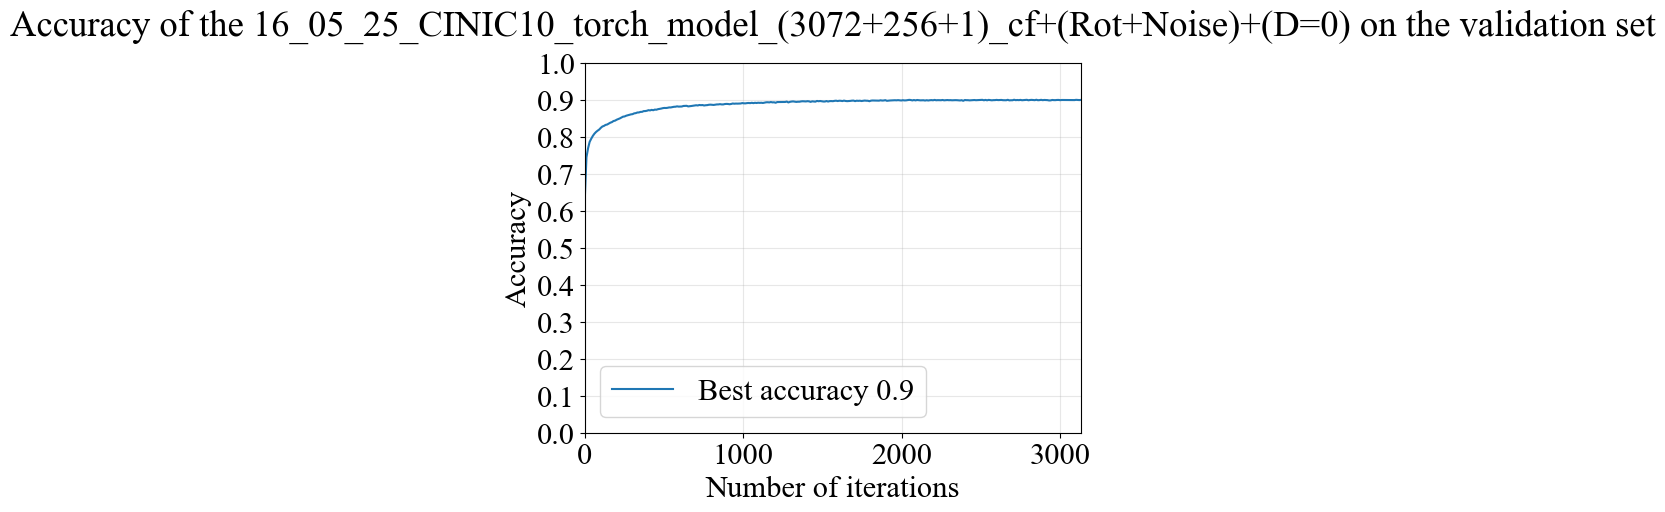 Accuracy of the 16_05_25_CINIC10_torch_model_(3072+256+1)_cf+(Rot+Noise)+(D=0) on the validation set
1.0
0.9
0.8
0.7
0.6
0.5
0.4
0.3
0.2
0.1
0.0
Accuracy
Best accuracy 0.9
0 1000 2000 3000
Number of iterations